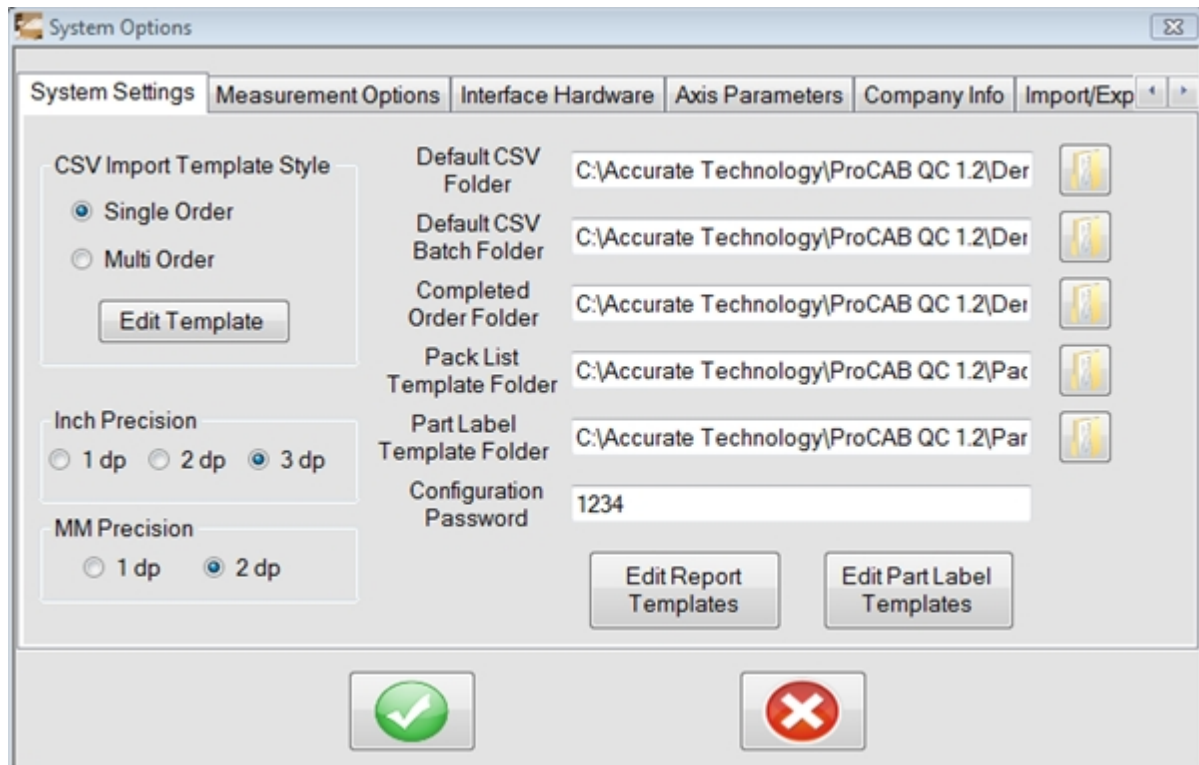 System Options
System Settings Measurement Options Interface Hardware Axis Parameters Company Info Import/Exp
CSV Import Template Style
Single Order
Multi Order
Edit Template
Inch Precision
1 dp 2 dp 3 dp
MM Precision
1 dp 2 dp
Default CSV
Folder
C:\Accurate Technology\ProCAB QC 1.2\Der
Default CSV
Batch Folder
C:\Accurate Technology\ProCAB QC 1.2\Der
Completed
Order Folder
C:\Accurate Technology\ProCAB QC 1.2\Der
Pack List
Template Folder
C:\Accurate Technology\ProCAB QC 1.2\Pac
Part Label
Template Folder
C:\Accurate Technology\ProCAB QC 1.2\Par
Configuration
Password
1234
Edit Report
Templates
Edit Part Label
Templates